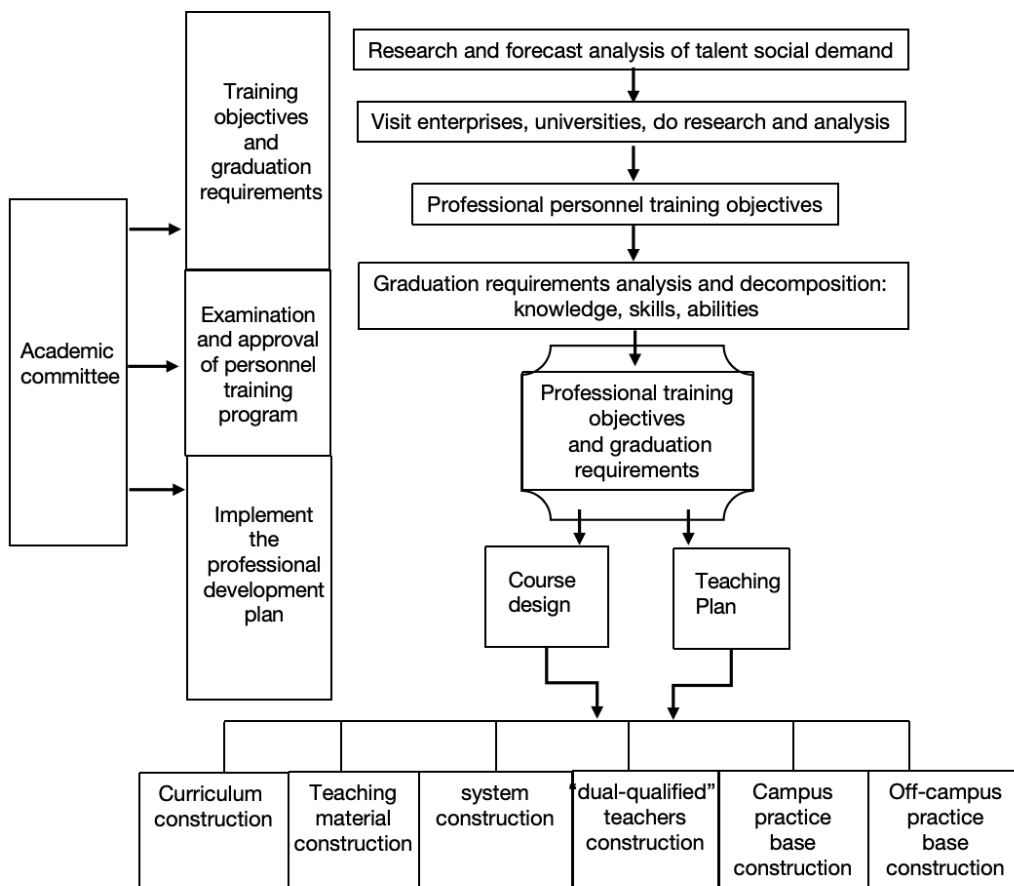 Research and forecast analysis of talent social demand
Visit enterprises, universities, do research and analysis
Professional personnel training objectives
Graduation requirements analysis and decomposition:
knowledge, skills, abilities
Professional training
objectives
and graduation
requirements
Course
design
Teaching
Plan
Academic
committee
Training
objectives
and
graduation
requirements
Examination
and approval
of personnel
training
program
Implement
the
professional
development
plan
Curriculum
construction
Teaching
material
construction
system
construction
“dual-qualified”
teachers
construction
Campus
practice
base
construction
Off-campus
practice
base
construction